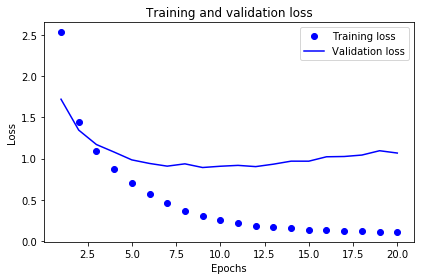 Training and validation loss
Training loss
Validation loss
Loss
2.5
2.0
1.5
1.0
0.5
0.0
2.5
5.0
7.5
10.0
12.5
15.0
17.5
20.0
Epochs